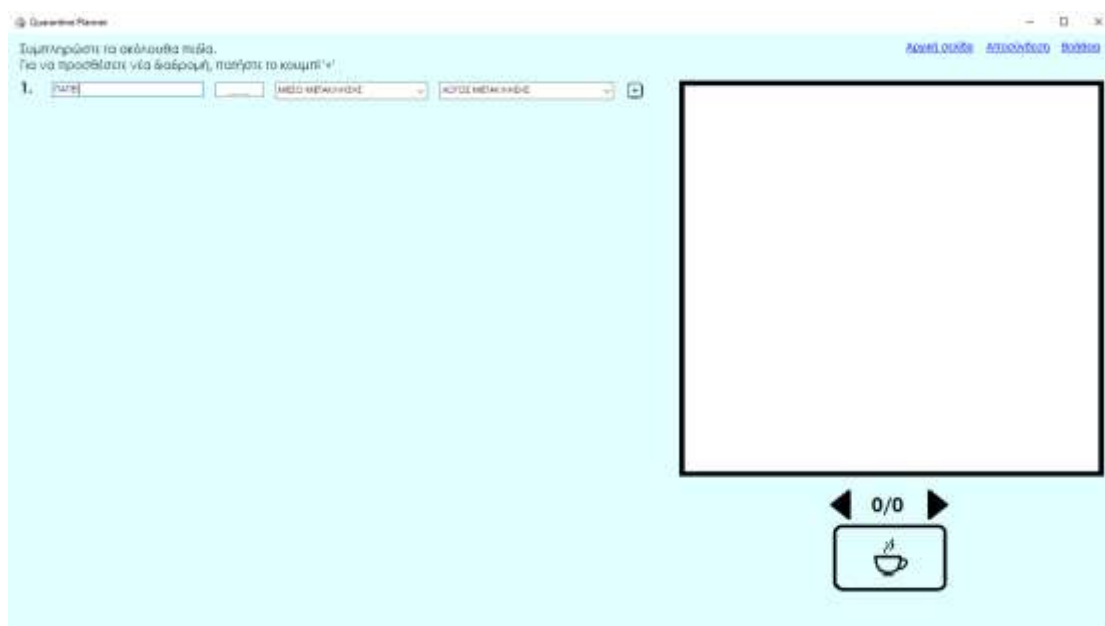 Quarantine Planner
Συμπληρώστε τα ακόλουθα πεδία.
Για να προσθέσετε νέα διαδρομή, πατήστε το κουμπί '+'
Αρχική σελίδα Αποσύνδεση Βοήθεια
1. ΠΑΠΕΙ ΜΕΣΟ ΜΕΤΑΚΙΝΗΣΗΣ ΛΟΓΟΣ ΜΕΤΑΚΙΝΗΣΗΣ +
0/0